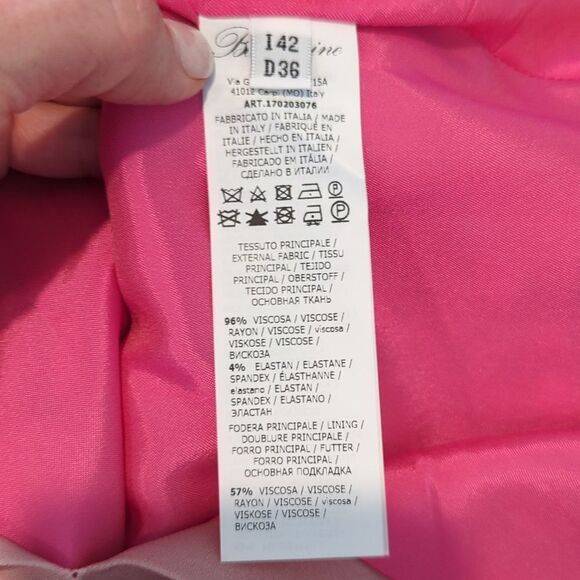 I 42
D 36
15A
41012 Carp. (MO) Italy
ART.170203076
FABBRICATO IN ITALIA / MADE
IN ITALY / FABRIQUÉ EN
ITALIE / HECHO EN ITALIA /
HERGESTELLT IN ITALIEN /
FABRICADO EM ITÁLIA /
СДЕЛАНО В ИТАЛИИ
TESSUTO PRINCIPALE /
EXTERNAL FABRIC / TISSU
PRINCIPAL / TEJIDO
PRINCIPAL / OBERSTOFF /
TECIDO PRINCIPAL /
ОСНОВНАЯ ТКАНЬ
96% VISCOSA / VISCOSE /
RAYON / VISCOSE / viscosa /
VISKOSE / VISCOSE /
ВИСКОЗА
4% ELASTAN / ELASTANE /
SPANDEX / ÉLASTHANNE /
elastano / ELASTAN /
SPANDEX / ELASTANO /
ЭЛАСТАН
FODERA PRINCIPALE / LINING /
DOUBLURE PRINCIPALE /
FORRO PRINCIPAL / FUTTER /
FORRO PRINCIPAL /
ОСНОВНАЯ ПОДКЛАДКА
57% VISCOSA / VISCOSE /
RAYON / VISCOSE / viscosa /
VISKOSE / VISCOSE /
ВИСКОЗА